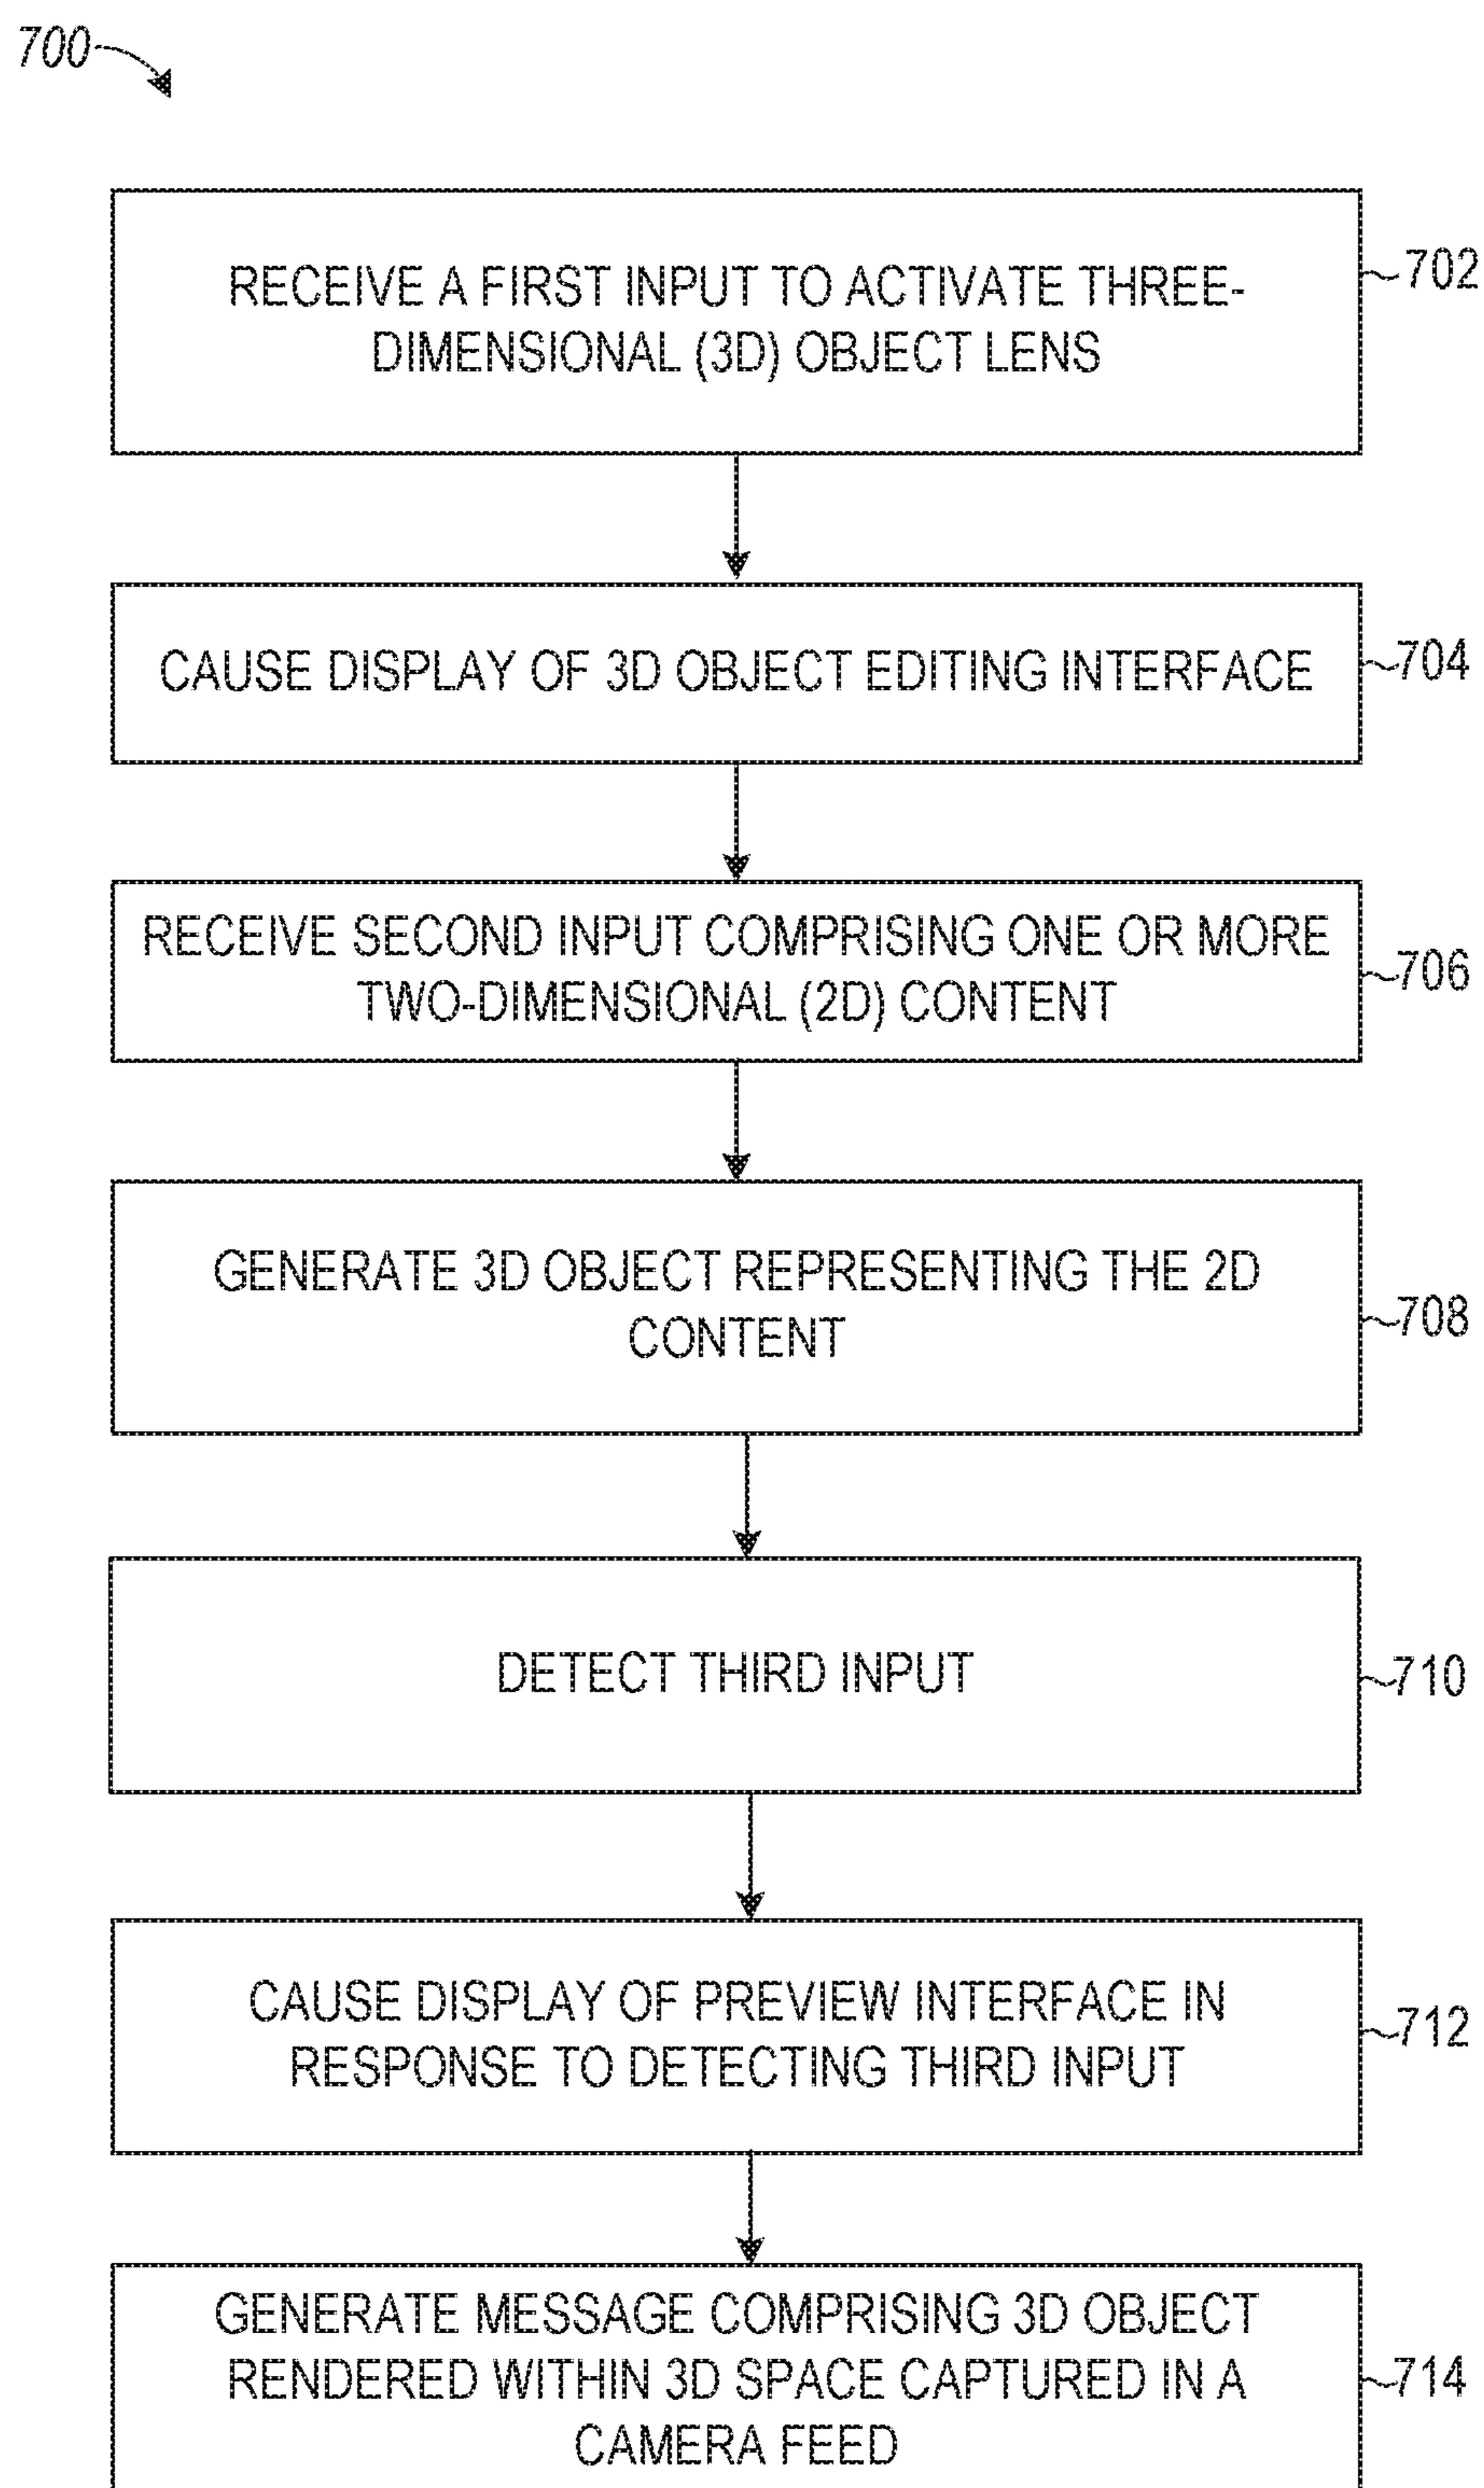 700
RECEIVE A FIRST INPUT TO ACTIVATE THREE-
DIMENSIONAL (3D) OBJECT LENS
702
CAUSE DISPLAY OF 3D OBJECT EDITING INTERFACE
704
RECEIVE SECOND INPUT COMPRISING ONE OR MORE
TWO-DIMENSIONAL (2D) CONTENT
706
GENERATE 3D OBJECT REPRESENTING THE 2D
CONTENT
708
DETECT THIRD INPUT
710
CAUSE DISPLAY OF PREVIEW INTERFACE IN
RESPONSE TO DETECTING THIRD INPUT
712
GENERATE MESSAGE COMPRISING 3D OBJECT
RENDERED WITHIN 3D SPACE CAPTURED IN A
CAMERA FEED
714